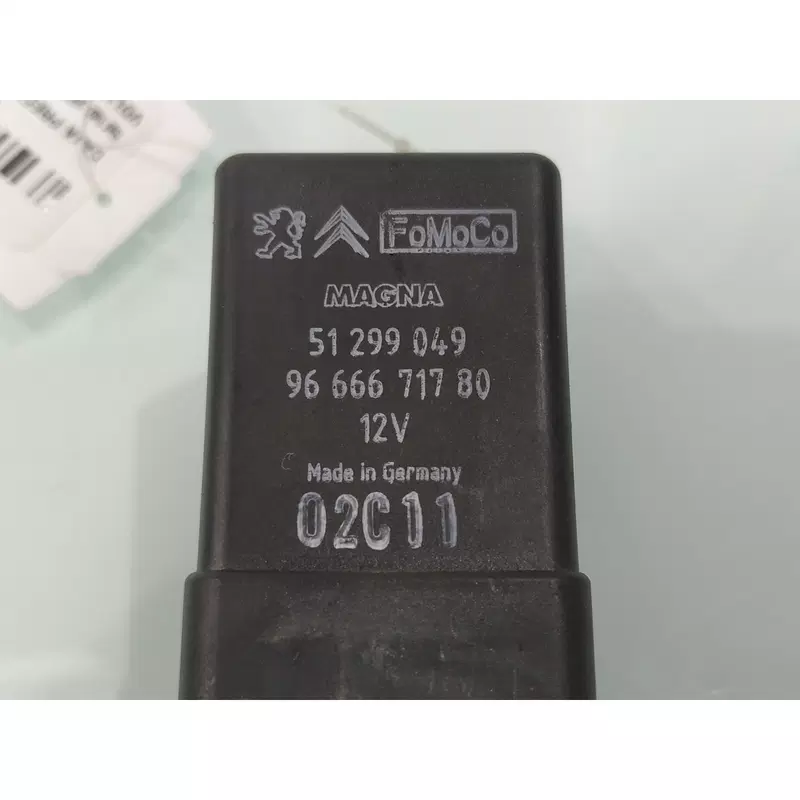 FoMoCo
MAGNA
51 299 049
96 666 717 80
12V
Made in Germany
02C11